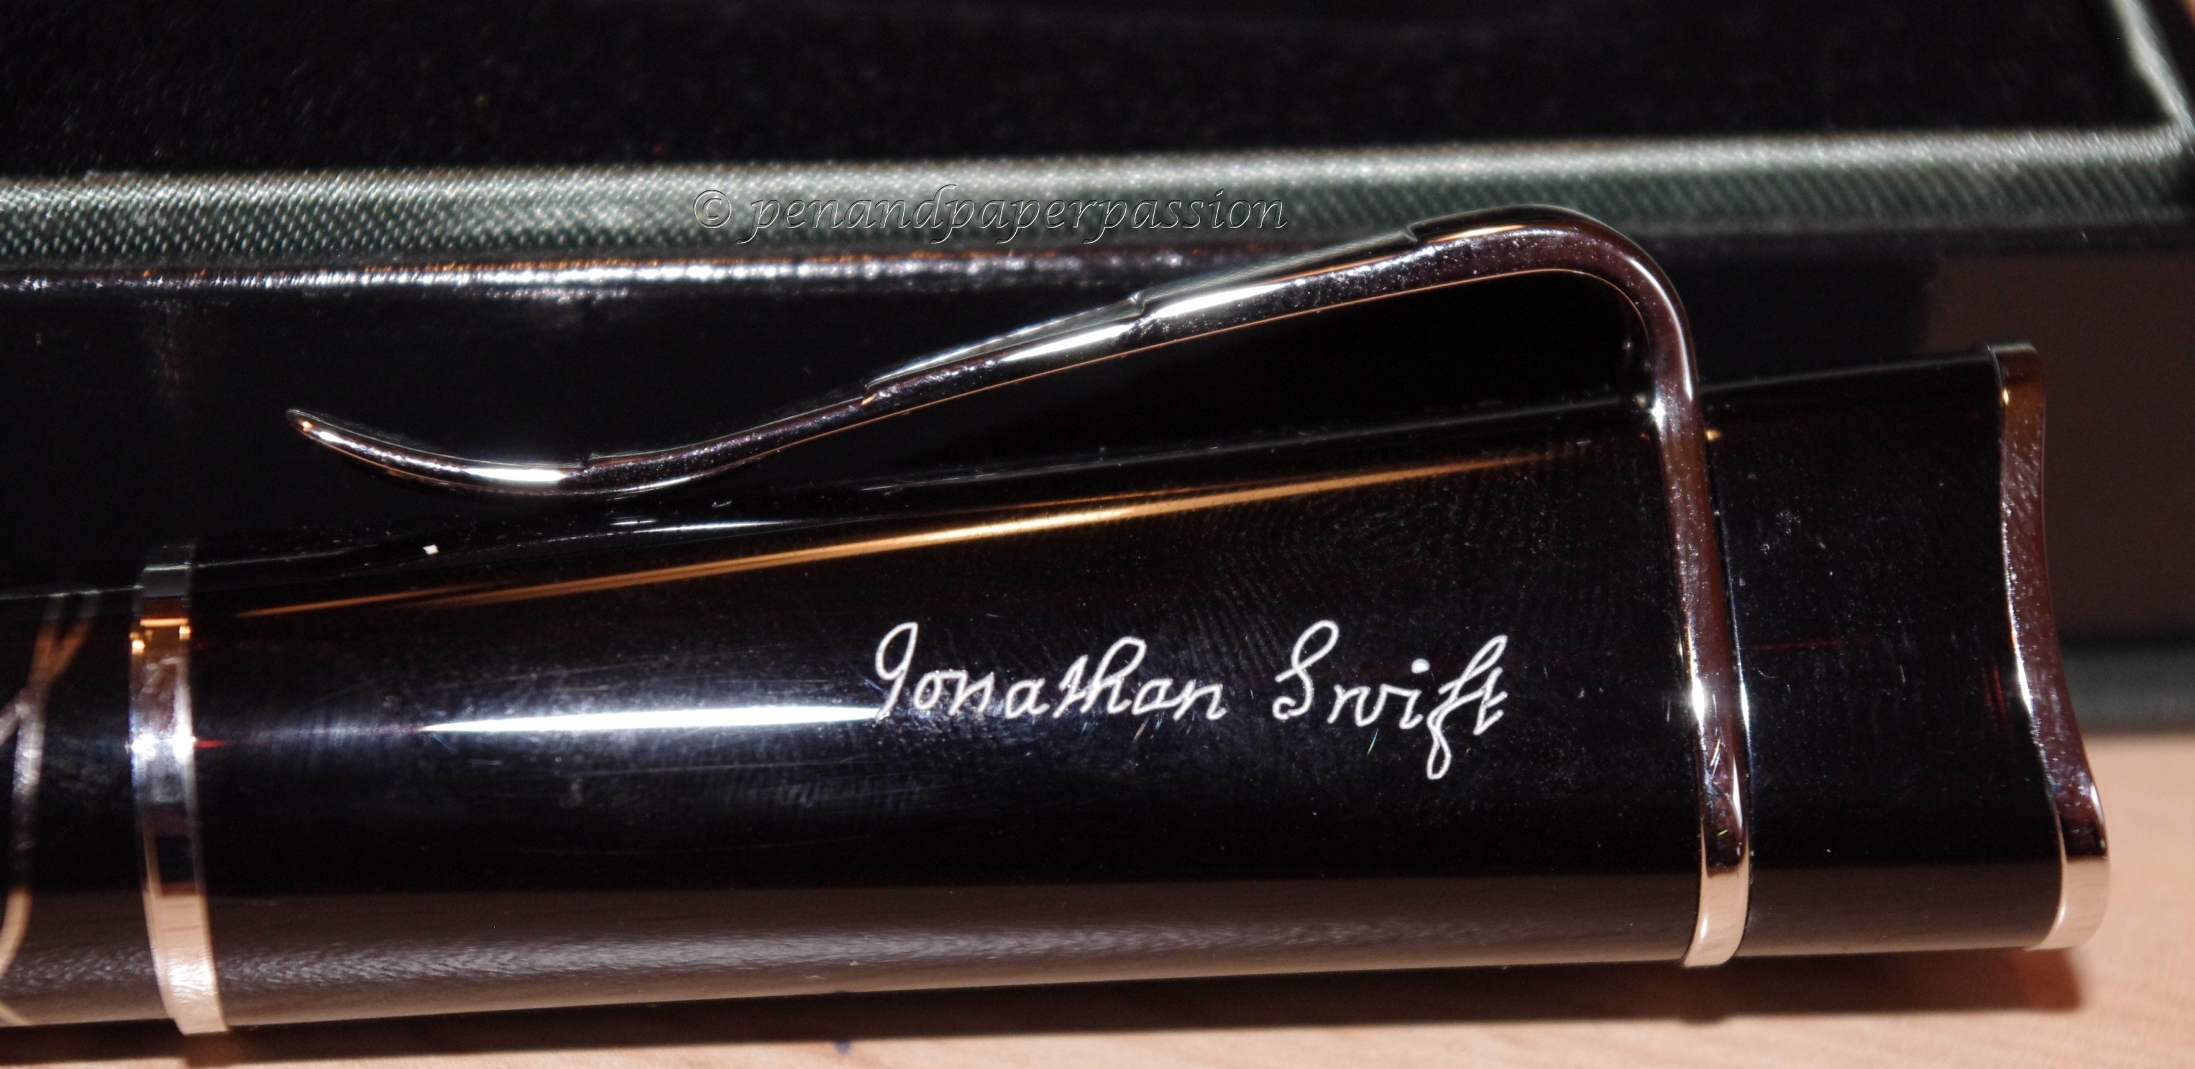 © penandpaperpassion
Jonathan Swift